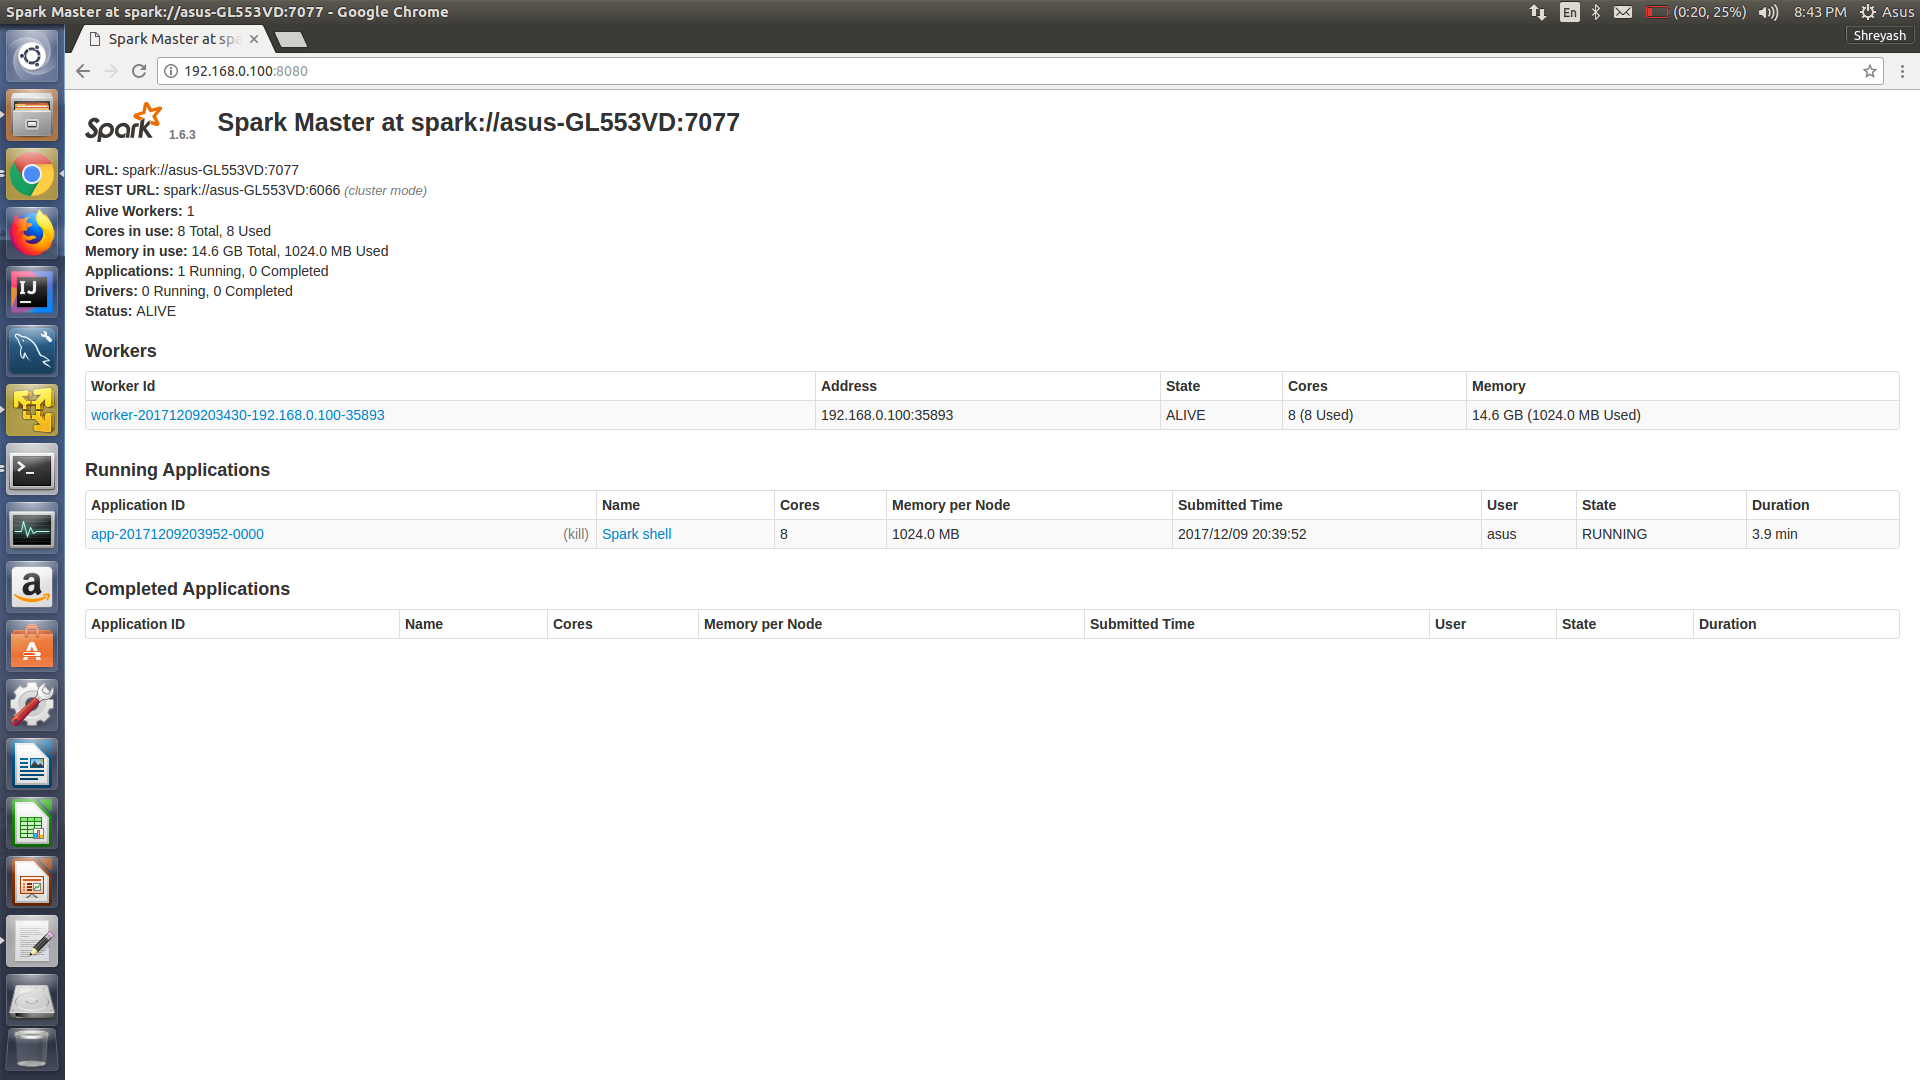 Spark Master at spark://asus-GL553VD:7077 - Google Chrome
En (0:20, 25%) 8:43 PM Asus
Spark Master at spa
Shreyash
192.168.0.100:8080
Spark 1.6.3 Spark Master at spark://asus-GL553VD:7077
URL: spark://asus-GL553VD:7077
REST URL: spark://asus-GL553VD:6066 (cluster mode)
Alive Workers: 1
Cores in use: 8 Total, 8 Used
Memory in use: 14.6 GB Total, 1024.0 MB Used
Applications: 1 Running, 0 Completed
Drivers: 0 Running, 0 Completed
Status: ALIVE
Workers
Worker Id Address State Cores Memory
worker-20171209203430-192.168.0.100-35893 192.168.0.100:35893 ALIVE 8 (8 Used) 14.6 GB (1024.0 MB Used)
Running Applications
Application ID Name Cores Memory per Node Submitted Time User State Duration
app-20171209203952-0000 (kill) Spark shell 8 1024.0 MB 2017/12/09 20:39:52 asus RUNNING 3.9 min
Completed Applications
Application ID Name Cores Memory per Node Submitted Time User State Duration
IJ
a
A